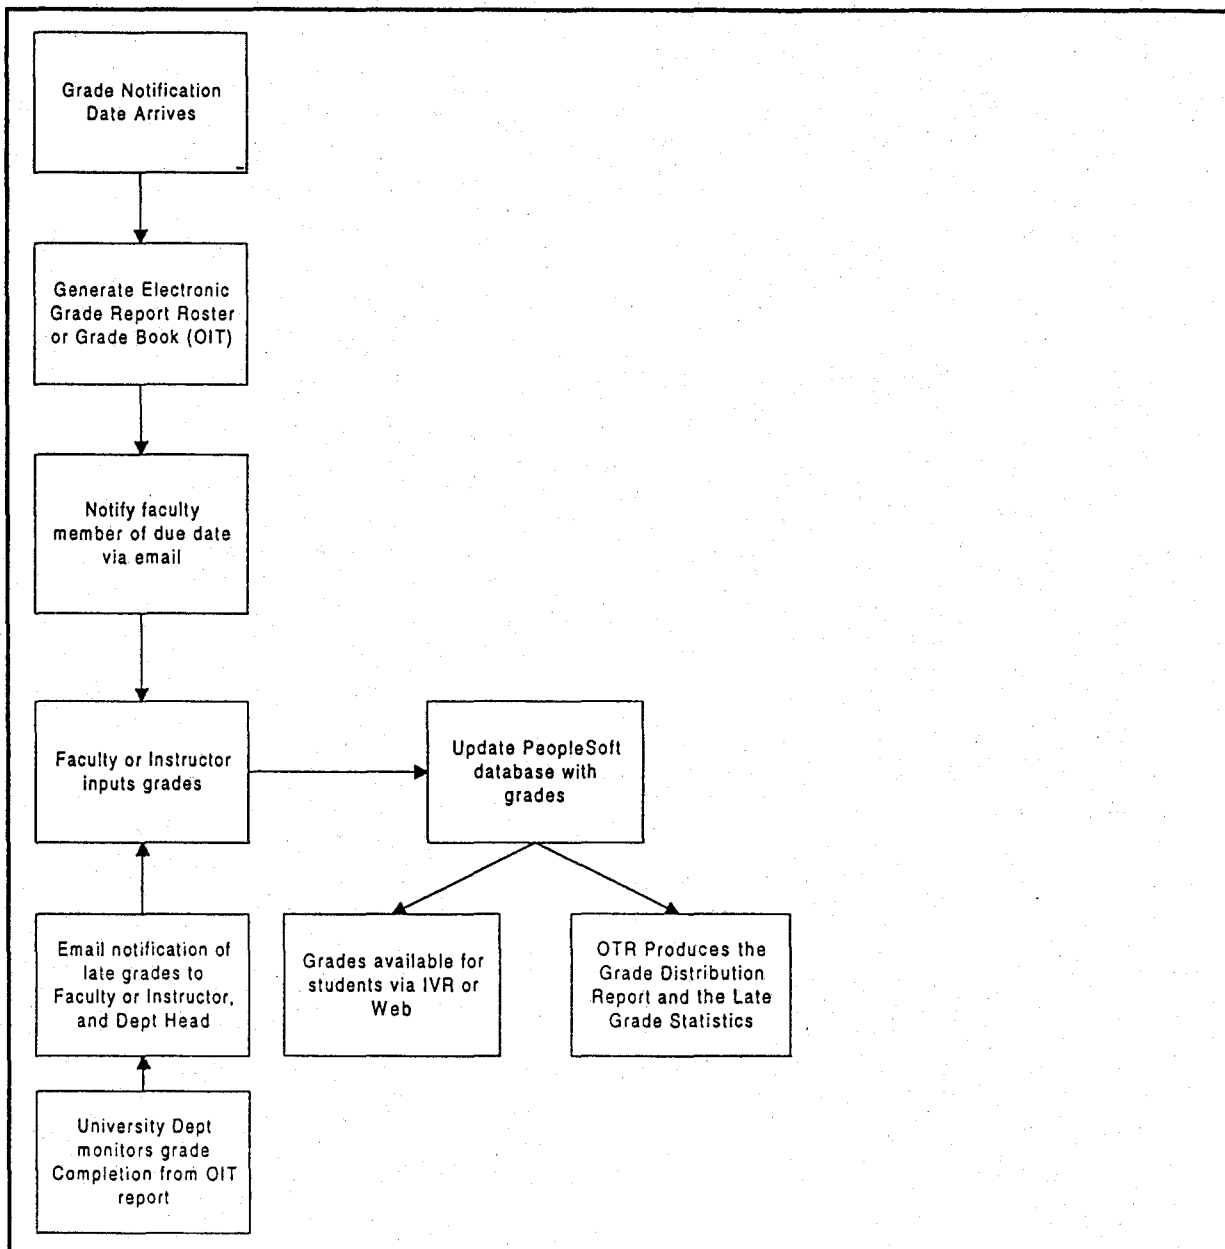 Grade Notification
Date Arrives
Generate Electronic
Grade Report Roster
or Grade Book (OIT)
Notify faculty
member of due date
via email
Faculty or Instructor
inputs grades
Update PeopleSoft
database with
grades
Email notification of
late grades to
Faculty or Instructor,
and Dept Head
Grades available for
students via IVR or
Web
OTR Produces the
Grade Distribution
Report and the Late
Grade Statistics
University Dept
monitors grade
Completion from OIT
report